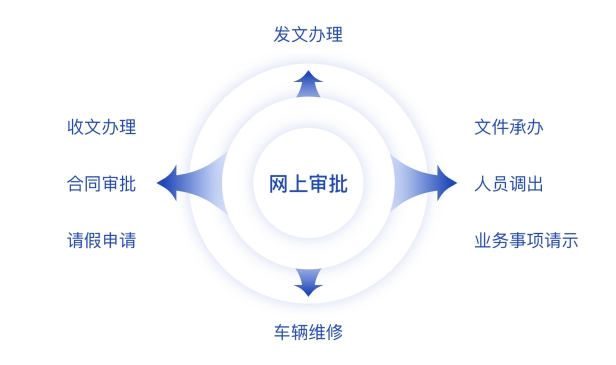 发文办理
收文办理
文件承办
合同审批
网上审批
人员调出
请假申请
业务事项请示
车辆维修